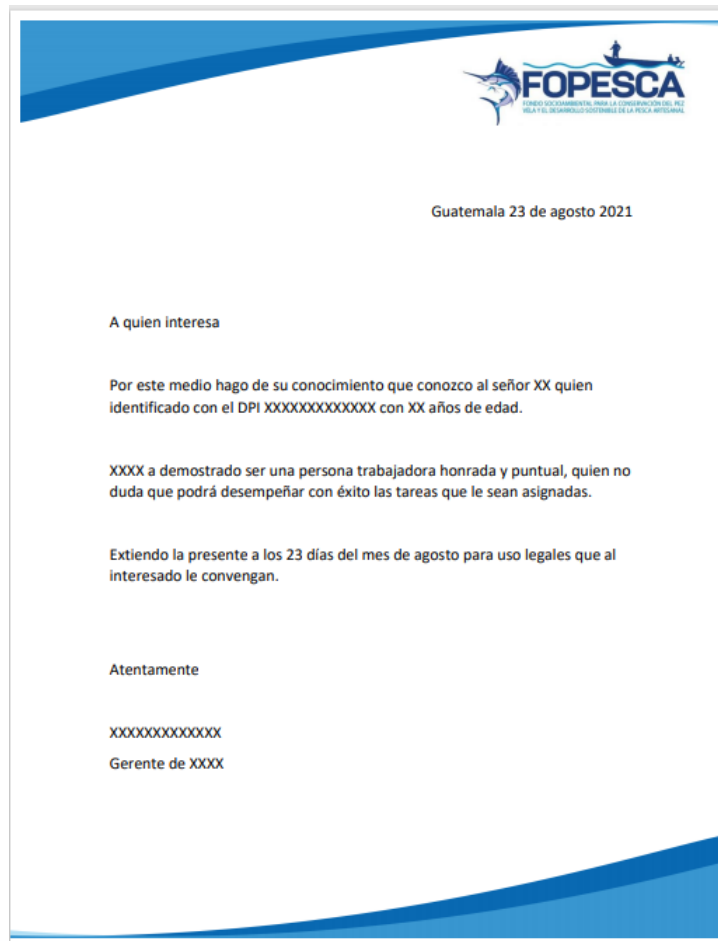 FOPESCA
FONDO SOCIOAMBIENTAL PARA LA CONSERVACIÓN DEL PEZ
VELA Y EL DESARROLLO SOSTENIBLE DE LA PESCA ARTESANAL
Guatemala 23 de agosto 2021
A quien interesa
Por este medio hago de su conocimiento que conozco al señor XX quien
identificado con el DPI XXXXXXXXXXXXX con XX años de edad.
XXXX a demostrado ser una persona trabajadora honrada y puntual, quien no
duda que podrá desempeñar con éxito las tareas que le sean asignadas.
Extiendo la presente a los 23 días del mes de agosto para uso legales que al
interesado le convengan.
Atentamente
XXXXXXXXXXXXX
Gerente de XXXX